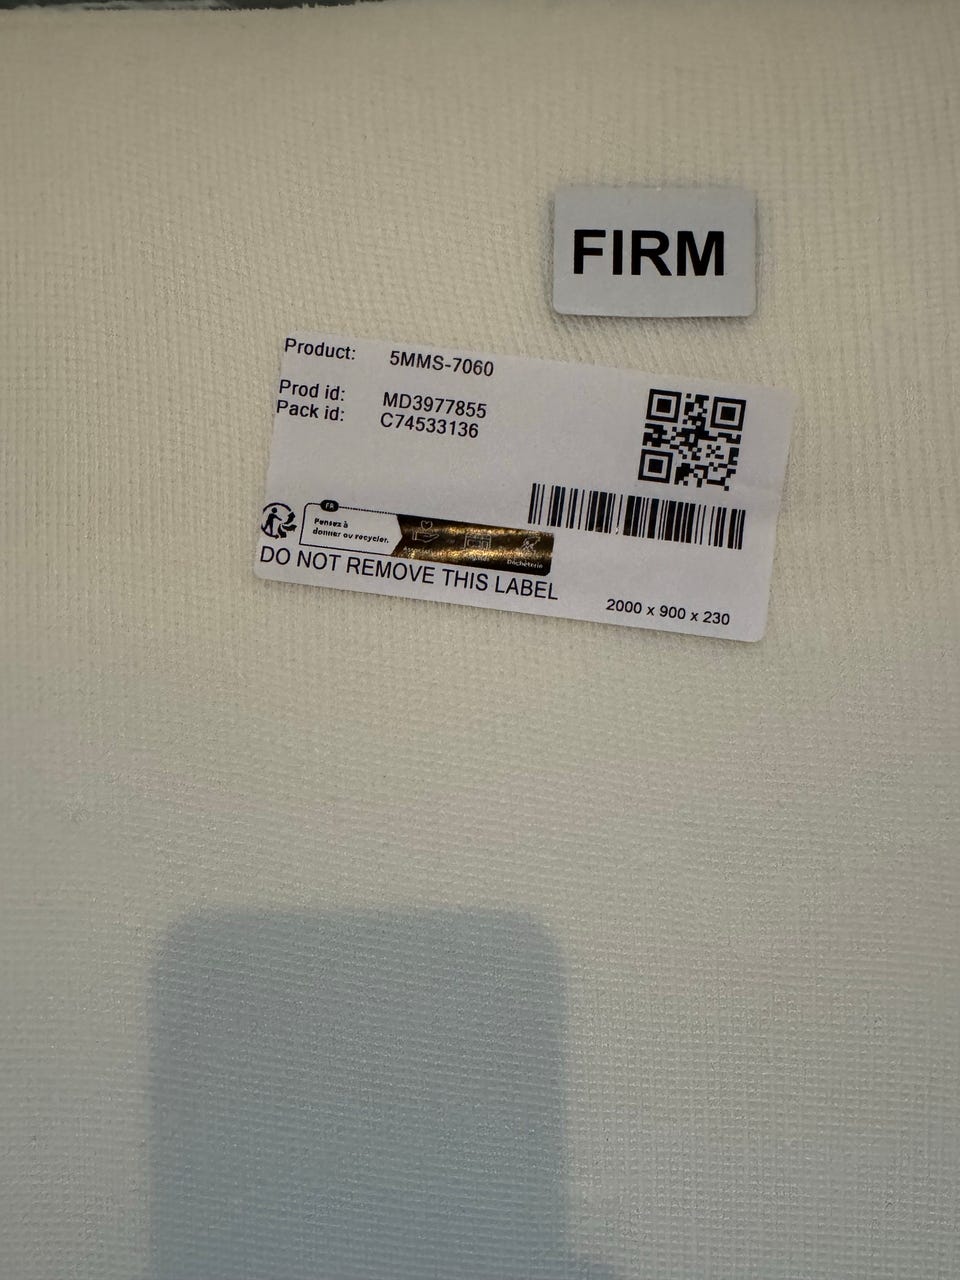 FIRM
Product: 5MMS-7060
Prod id: MD3977855
Pack id: C74533136
FR
Pensez à
donner ou recycler.
Déchèterie
DO NOT REMOVE THIS LABEL
2000 x 900 x 230